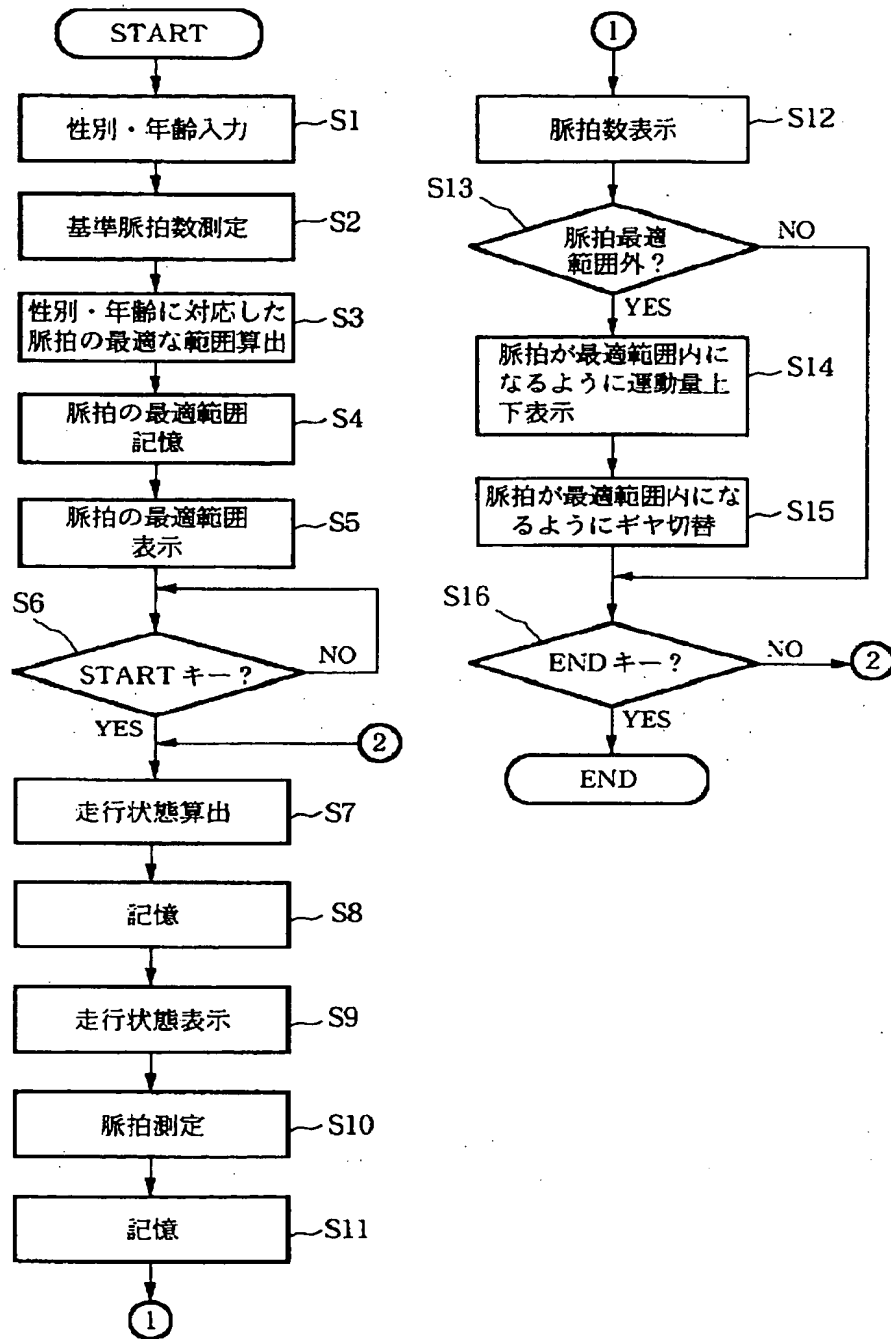 START
性別・年齢入力
S1
基準脈拍数測定
S2
性別・年齢に対応した
脈拍の最適な範囲算出
S3
脈拍の最適範囲
記憶
S4
脈拍の最適範囲
表示
S5
S6
STARTキー?
NO
YES
2
走行状態算出
S7
記憶
S8
走行状態表示
S9
脈拍測定
S10
記憶
S11
1
1
脈拍数表示
S12
S13
脈拍最適
範囲外?
NO
YES
脈拍が最適範囲内に
なるように運動量上
下表示
S14
脈拍が最適範囲内にな
るようにギヤ切替
S15
S16
ENDキー?
NO
2
YES
END